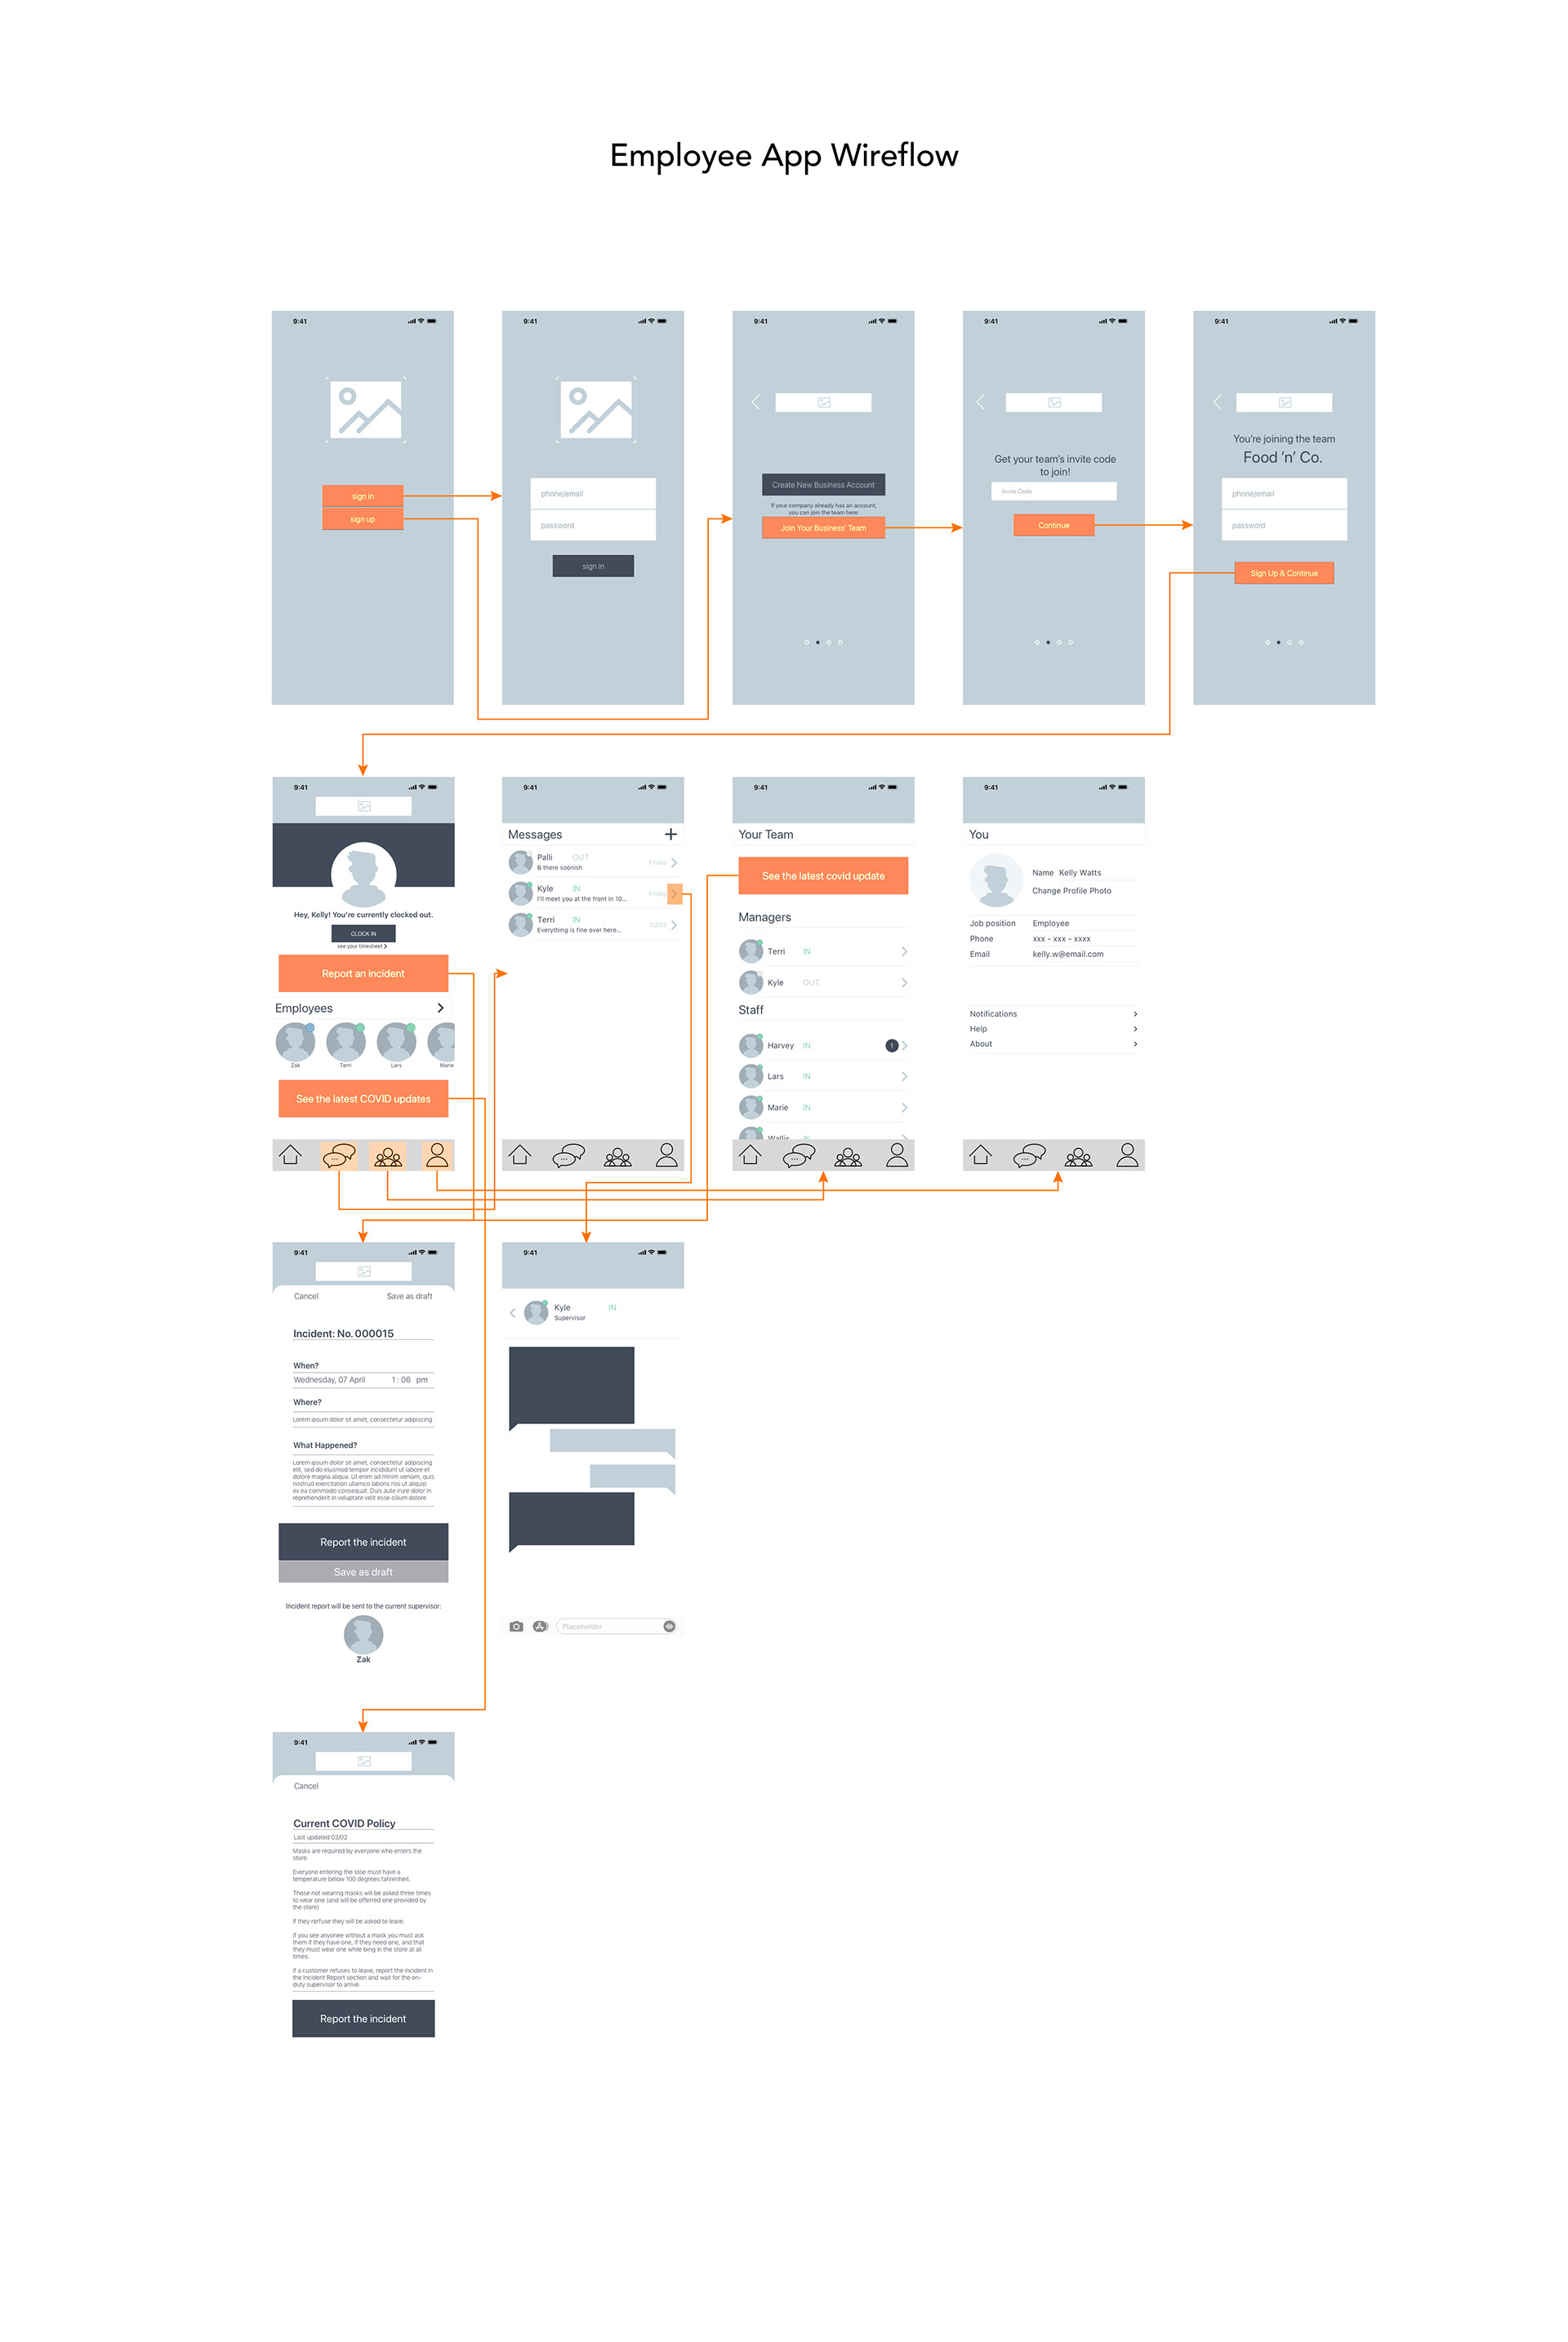 Employee App Wireflow
9:41
sign in
sign up
9:41
phone/email
password
sign in
9:41
Create New Business Account
If your company already has an account,
you can join the team here:
Join Your Business' Team
9:41
Get your team's invite code
to join!
Invite Code
Continue
9:41
You're joining the team
Food 'n' Co.
phone/email
password
Sign Up & Continue
9:41
Hey, Kelly! You're currently clocked out.
CLOCK IN
see your timesheet
Report an incident
Employees
Zak Terri Lars Marie
See the latest COVID updates
9:41
Messages
Palli OUT
B there soonish
Friday
Kyle IN
I'll meet you at the front in 10...
Friday
Terri IN
Everything is fine over here...
03/02
9:41
Your Team
See the latest covid update
Managers
Terri IN
Kyle OUT
Staff
Harvey IN 1
Lars IN
Marie IN
Wallis IN
9:41
You
Name Kelly Watts
Change Profile Photo
Job position Employee
Phone xxx - xxx - xxxx
Email kelly.w@email.com
Notifications
Help
About
9:41
Cancel Save as draft
Incident: No. 000015
When?
Wednesday, 07 April 1 : 06 pm
Where?
Lorem ipsum dolor sit amet, consectetur adipiscing
What Happened?
Lorem ipsum dolor sit amet, consectetur adipiscing
elit, sed do eiusmod tempor incididunt ut labore et
dolore magna aliqua. Ut enim ad minim veniam, quis
nostrud exercitation ullamco laboris nisi ut aliquip
ex ea commodo consequat. Duis aute irure dolor in
reprehenderit in voluptate velit esse cillum dolore
Report the incident
Save as draft
Incident report will be sent to the current supervisor:
Zak
9:41
Kyle IN
Supervisor
Placeholder
9:41
Cancel
Current COVID Policy
Last updated 03/02
Masks are required by everyone who enters the
store.
Everyone entering the stoe must have a
temperature below 100 degrees fahrenheit.
Those not wearing masks will be asked three times
to wear one (and will be offerred one provided by
the store)
If they rerfuse they will be asked to leave.
If you see anyonee without a mask you must ask
them if they have one, if they need one, and that
they must wear one while bing in the store at all
times.
If a customer refuses to leave, report the incident in
the Incident Report section and wait for the on-
duty supervisor to arrive.
Report the incident